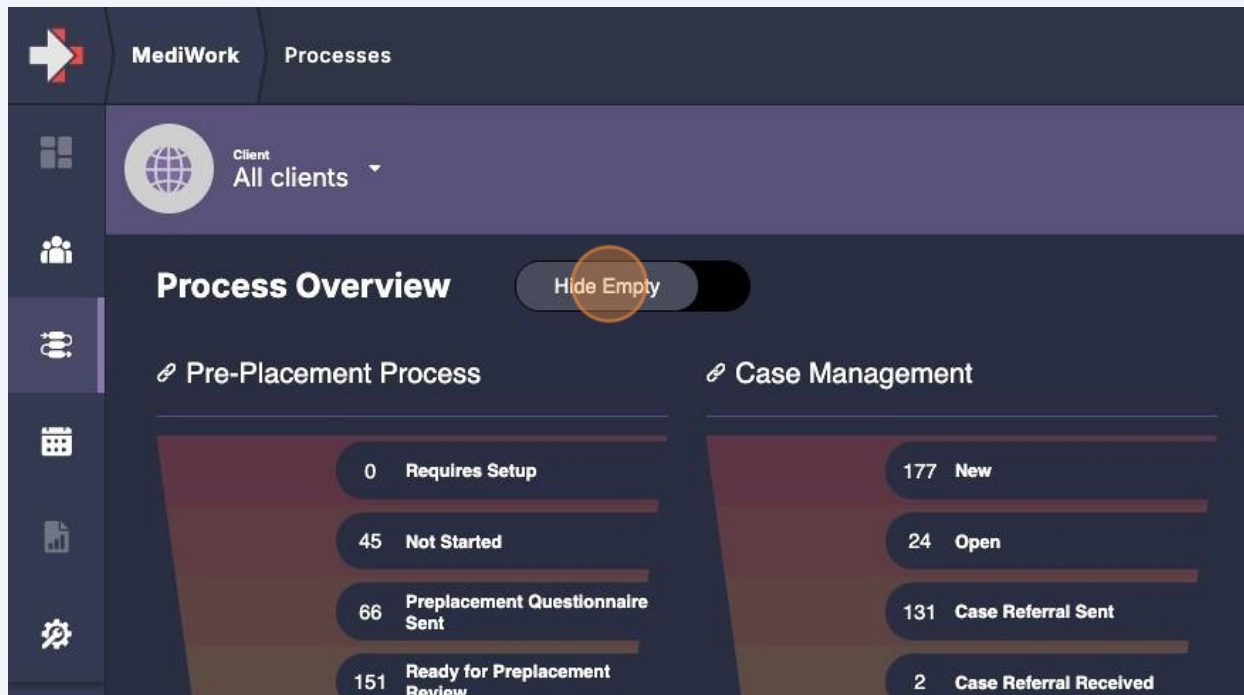 MediWork
Processes
Client
All clients
Process Overview
Hide Empty
Pre-Placement Process
0 Requires Setup
45 Not Started
66 Preplacement Questionnaire
Sent
151 Ready for Preplacement
Review
Case Management
177 New
24 Open
131 Case Referral Sent
2 Case Referral Received